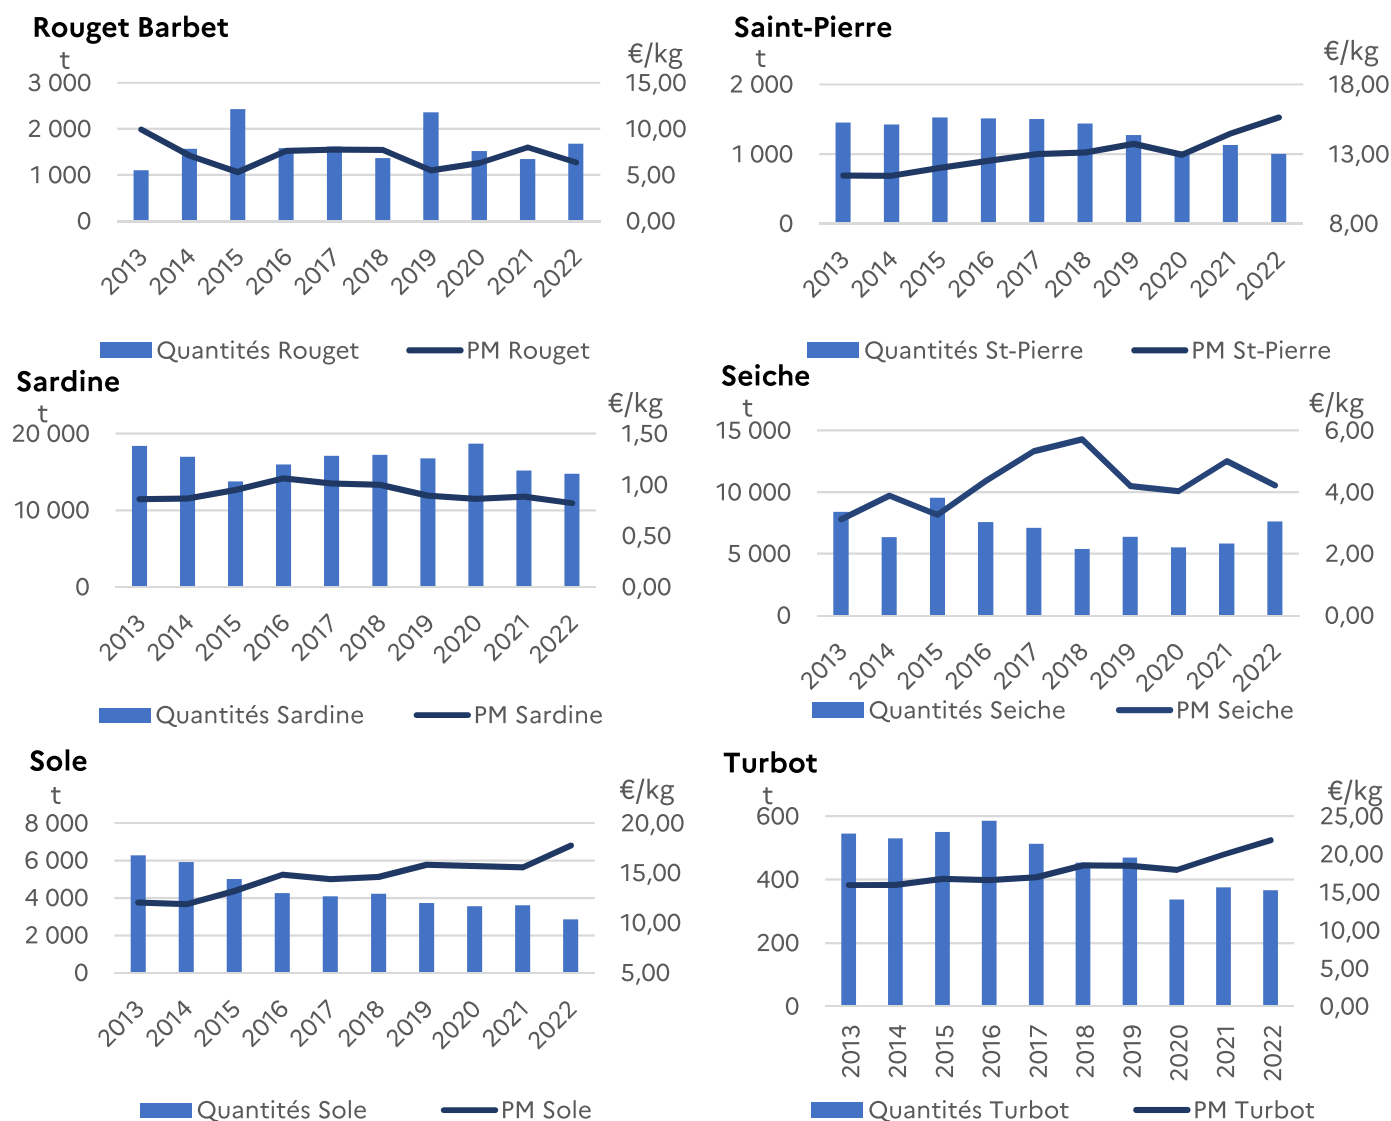 Rouget Barbet
t
€/kg
3 000
15,00
2 000
10,00
1 000
5,00
0
0,00
2013 2014 2015 2016 2017 2018 2019 2020 2021 2022
Quantités Rouget PM Rouget
Saint-Pierre
t
€/kg
2 000
18,00
1 000
13,00
0
8,00
2013 2014 2015 2016 2017 2018 2019 2020 2021 2022
Quantités St-Pierre PM St-Pierre
Sardine
t
€/kg
20 000
1,50
1,00
10 000
0,50
0
0,00
2013 2014 2015 2016 2017 2018 2019 2020 2021 2022
Quantités Sardine PM Sardine
Seiche
t
€/kg
15 000
6,00
10 000
4,00
5 000
2,00
0
0,00
2013 2014 2015 2016 2017 2018 2019 2020 2021 2022
Quantités Seiche PM Seiche
Sole
t
€/kg
8 000
20,00
6 000
15,00
4 000
10,00
2 000
0
5,00
2013 2014 2015 2016 2017 2018 2019 2020 2021 2022
Quantités Sole PM Sole
Turbot
t
€/kg
600
25,00
20,00
400
15,00
10,00
200
5,00
0
0,00
2013 2014 2015 2016 2017 2018 2019 2020 2021 2022
Quantités Turbot PM Turbot